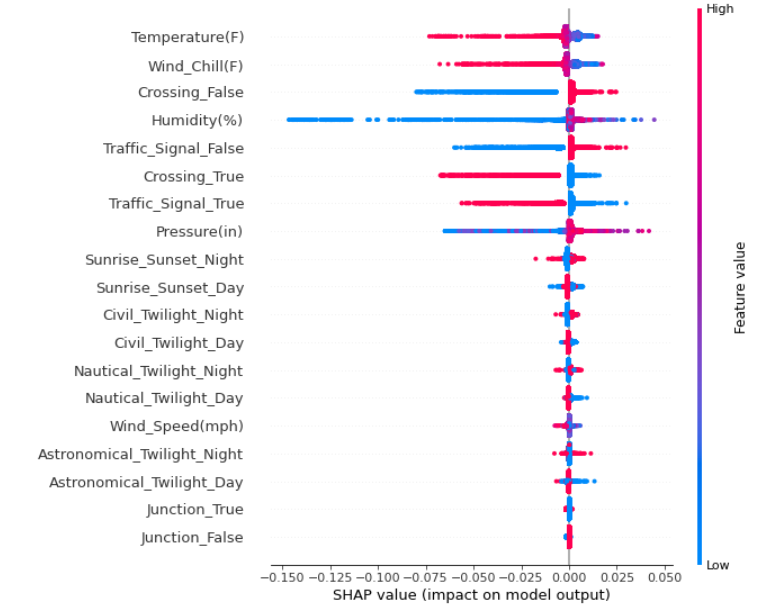 High
Temperature(F)
Wind_Chill(F)
Crossing_False
Humidity(%)
Traffic_Signal_False
Crossing_True
Traffic_Signal_True
Pressure(in)
Sunrise_Sunset_Night
Sunrise_Sunset_Day
Civil_Twilight_Night
Civil_Twilight_Day
Nautical_Twilight_Night
Nautical_Twilight_Day
Wind_Speed(mph)
Astronomical_Twilight_Night
Astronomical_Twilight_Day
Junction_True
Junction_False
Feature value
Low
−0.150 −0.125 −0.100 −0.075 −0.050 −0.025 0.000 0.025 0.050
SHAP value (impact on model output)